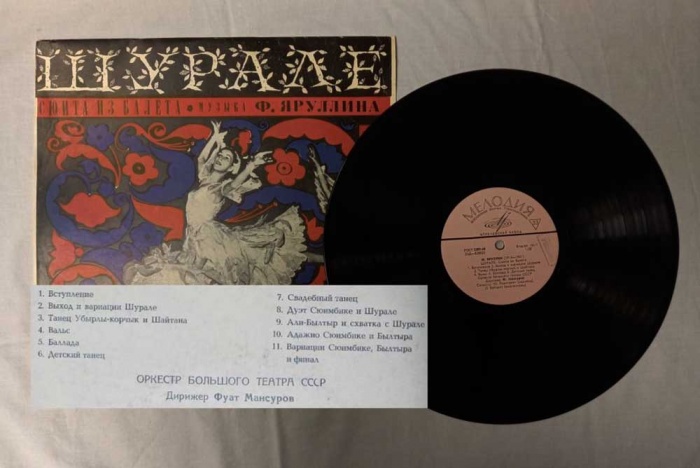 ШУРАЛЕ
СЮИТА ИЗ БАЛЕТА • МУЗЫКА Ф. ЯРУЛЛИНА
МЕЛОДИЯ
1. Вступление
2. Выход и вариации Шурале
3. Танец Убырлы-корчык и Шайтана
4. Вальс
5. Баллада
6. Детский танец
7. Свадебный танец
8. Дуэт Сюимбике и Шурале
9. Али-Былтыр и схватка с Шурале
10. Адажио Сюимбике и Былтыра
11. Вариации Сюимбике, Былтыра
и финал
ОРКЕСТР БОЛЬШОГО ТЕАТРА СССР
Дирижер Фуат Мансуров